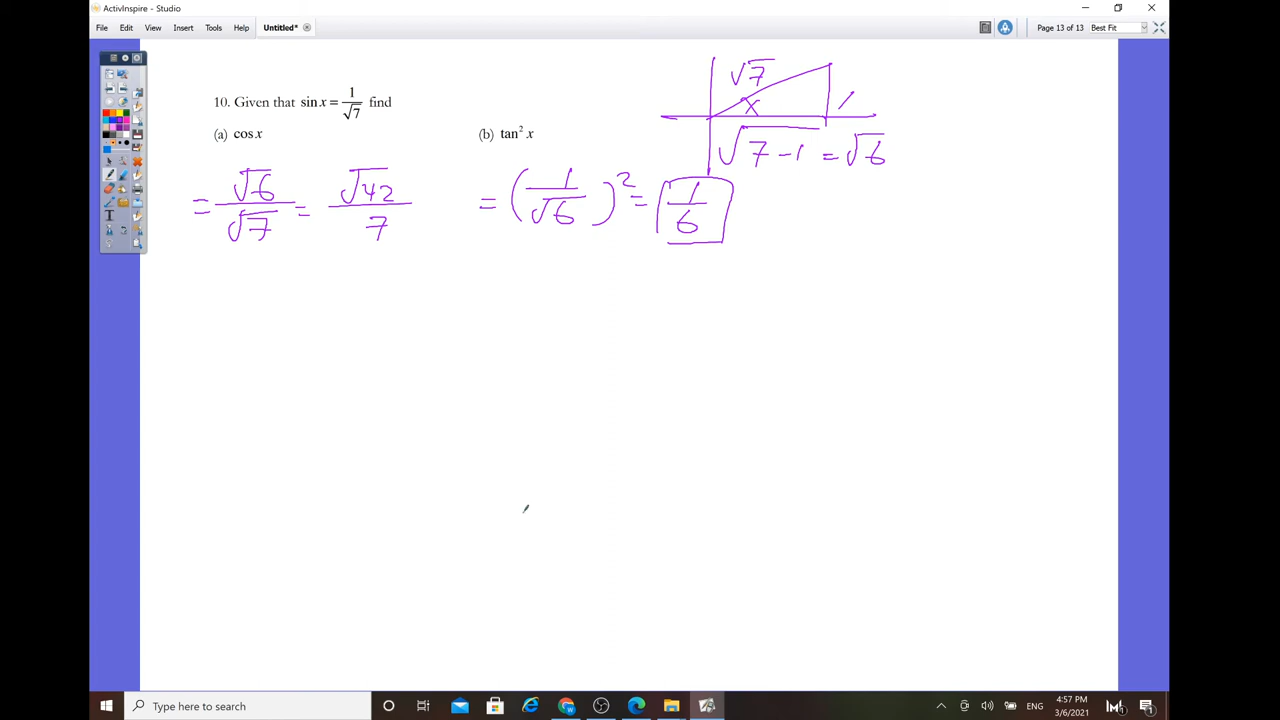 ActivInspire - Studio
File Edit View Insert Tools Help Untitled* Page 13 of 13 Best Fit
10. Given that sin x = 1/√7 find
(a) cos x (b) tan² x
√7
x 1
√7-1 = √6
= √6/√7 = √42/7 = (1/√6)² = 1/6
Type here to search
ENG
4:57 PM
3/6/2021